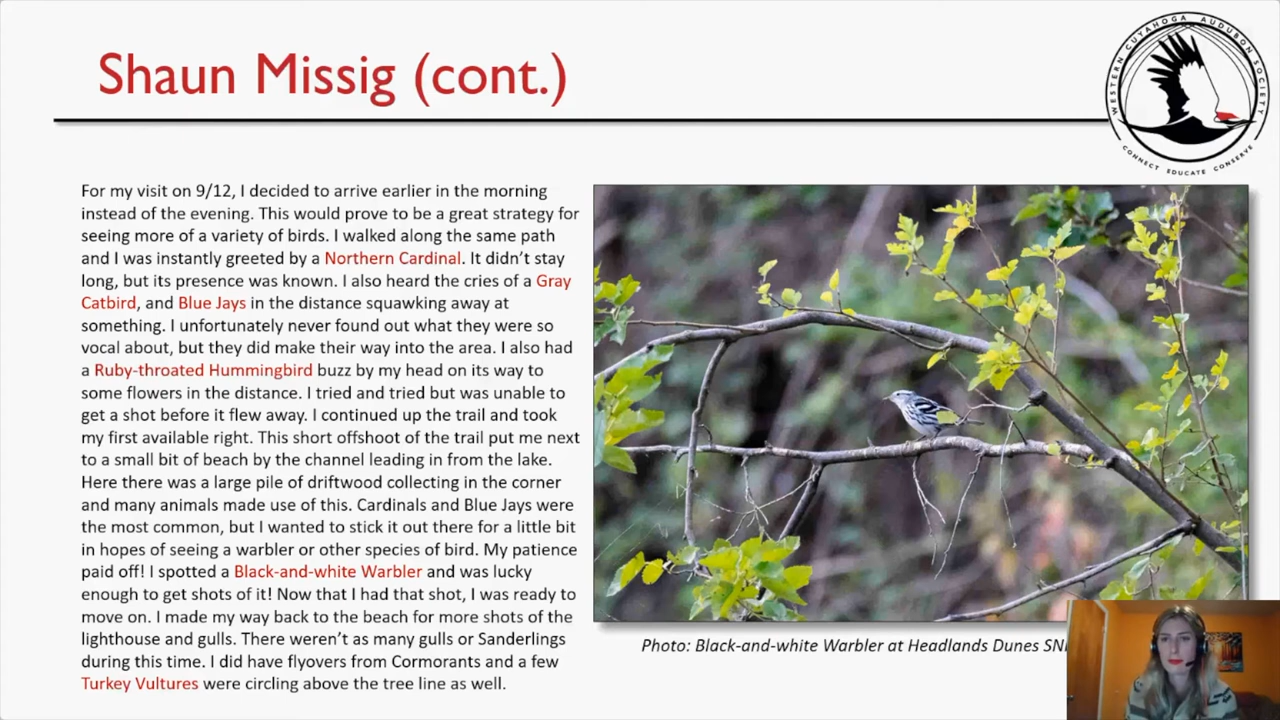 Shaun Missig (cont.)
WESTERN CUYAHOGA AUDUBON SOCIETY
CONNECT EDUCATE CONSERVE
For my visit on 9/12, I decided to arrive earlier in the morning
instead of the evening. This would prove to be a great strategy for
seeing more of a variety of birds. I walked along the same path
and I was instantly greeted by a Northern Cardinal. It didn’t stay
long, but its presence was known. I also heard the cries of a Gray
Catbird, and Blue Jays in the distance squawking away at
something. I unfortunately never found out what they were so
vocal about, but they did make their way into the area. I also had
a Ruby-throated Hummingbird buzz by my head on its way to
some flowers in the distance. I tried and tried but was unable to
get a shot before it flew away. I continued up the trail and took
my first available right. This short offshoot of the trail put me next
to a small bit of beach by the channel leading in from the lake.
Here there was a large pile of driftwood collecting in the corner
and many animals made use of this. Cardinals and Blue Jays were
the most common, but I wanted to stick it out there for a little bit
in hopes of seeing a warbler or other species of bird. My patience
paid off! I spotted a Black-and-white Warbler and was lucky
enough to get shots of it! Now that I had that shot, I was ready to
move on. I made my way back to the beach for more shots of the
lighthouse and gulls. There weren’t as many gulls or Sanderlings
during this time. I did have flyovers from Cormorants and a few
Turkey Vultures were circling above the tree line as well.
Photo: Black-and-white Warbler at Headlands Dunes